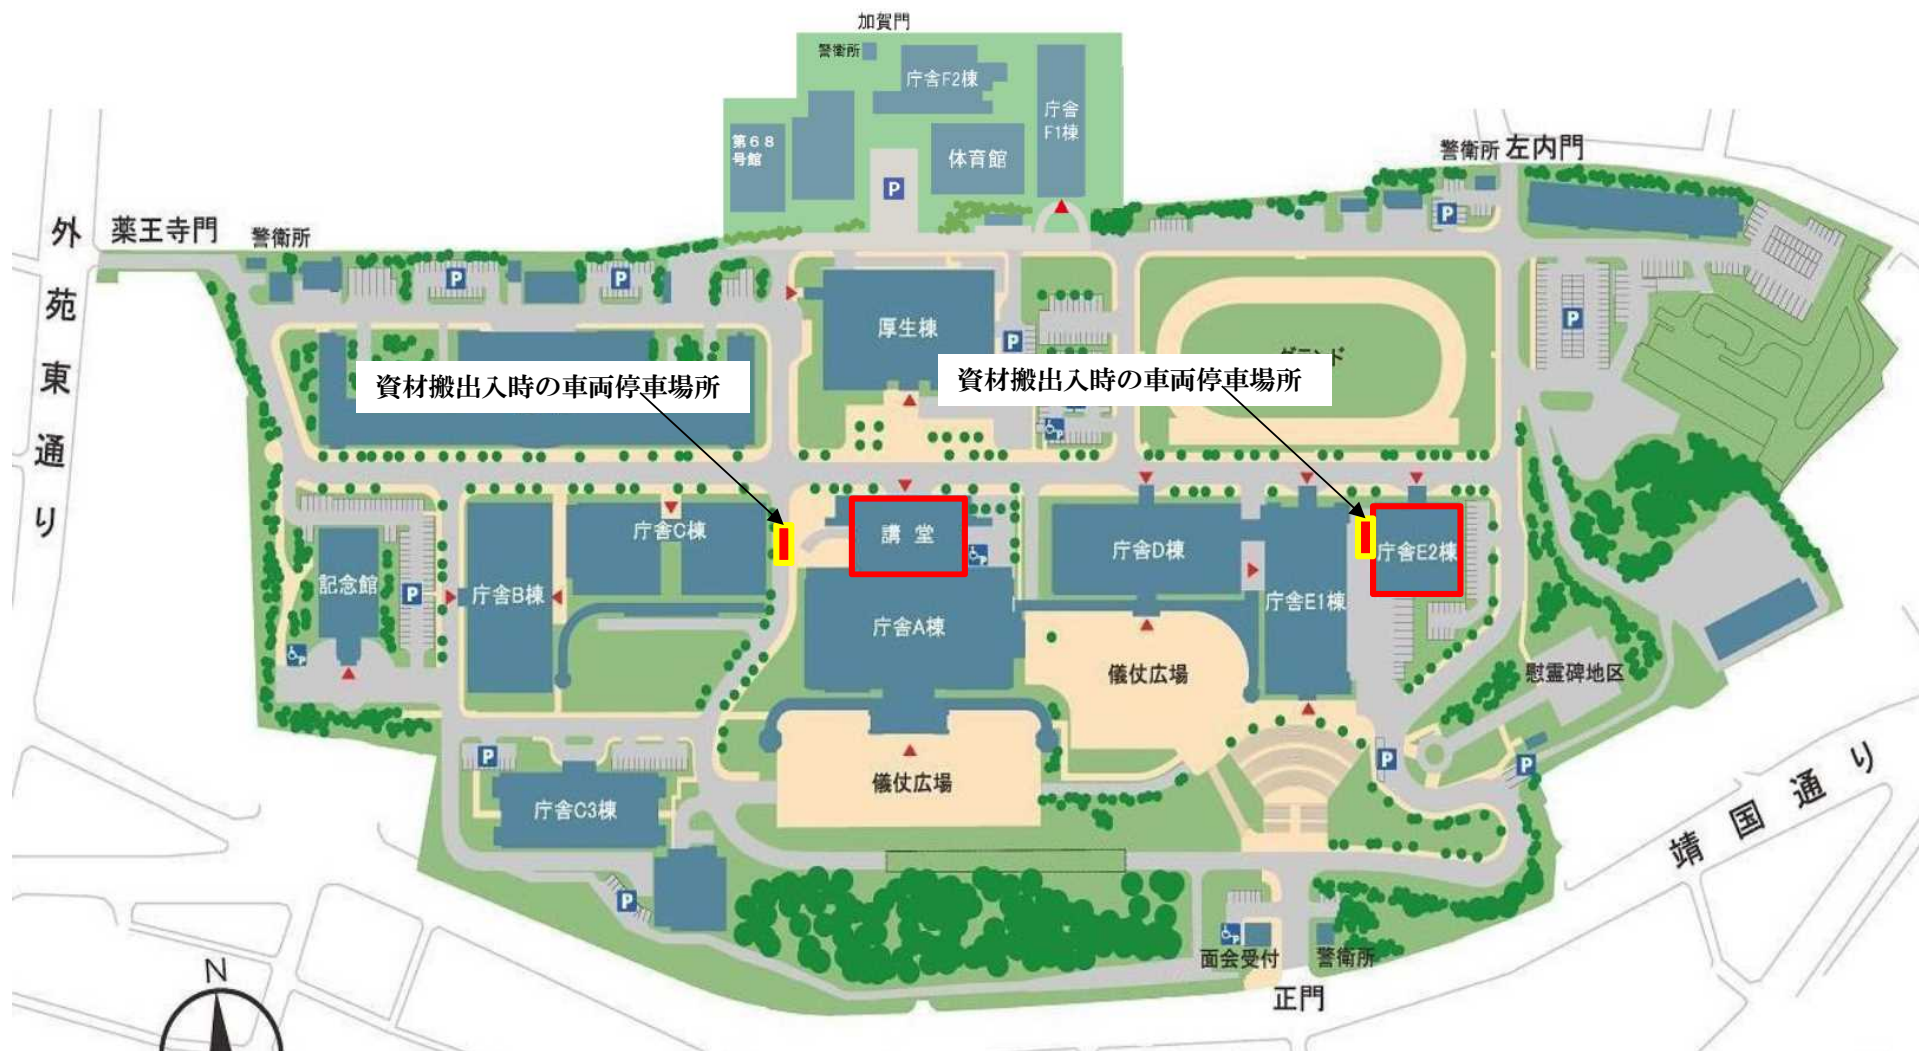 加賀門
警衛所
庁舎F2棟
庁舎
F1棟
第６８
号館
体育館
P
警衛所 左内門
P
外苑東通り
薬王寺門
警衛所
P
P
厚生棟
P
P
資材搬出入時の車両停車場所
資材搬出入時の車両停車場所
P
庁舎C棟
講堂
P
庁舎D棟
庁舎E2棟
記念館
P
庁舎B棟
庁舎A棟
庁舎E1棟
P
儀仗広場
慰霊碑地区
P
儀仗広場
P
P
庁舎C3棟
靖国通り
P
P
面会受付
警衛所
正門
N